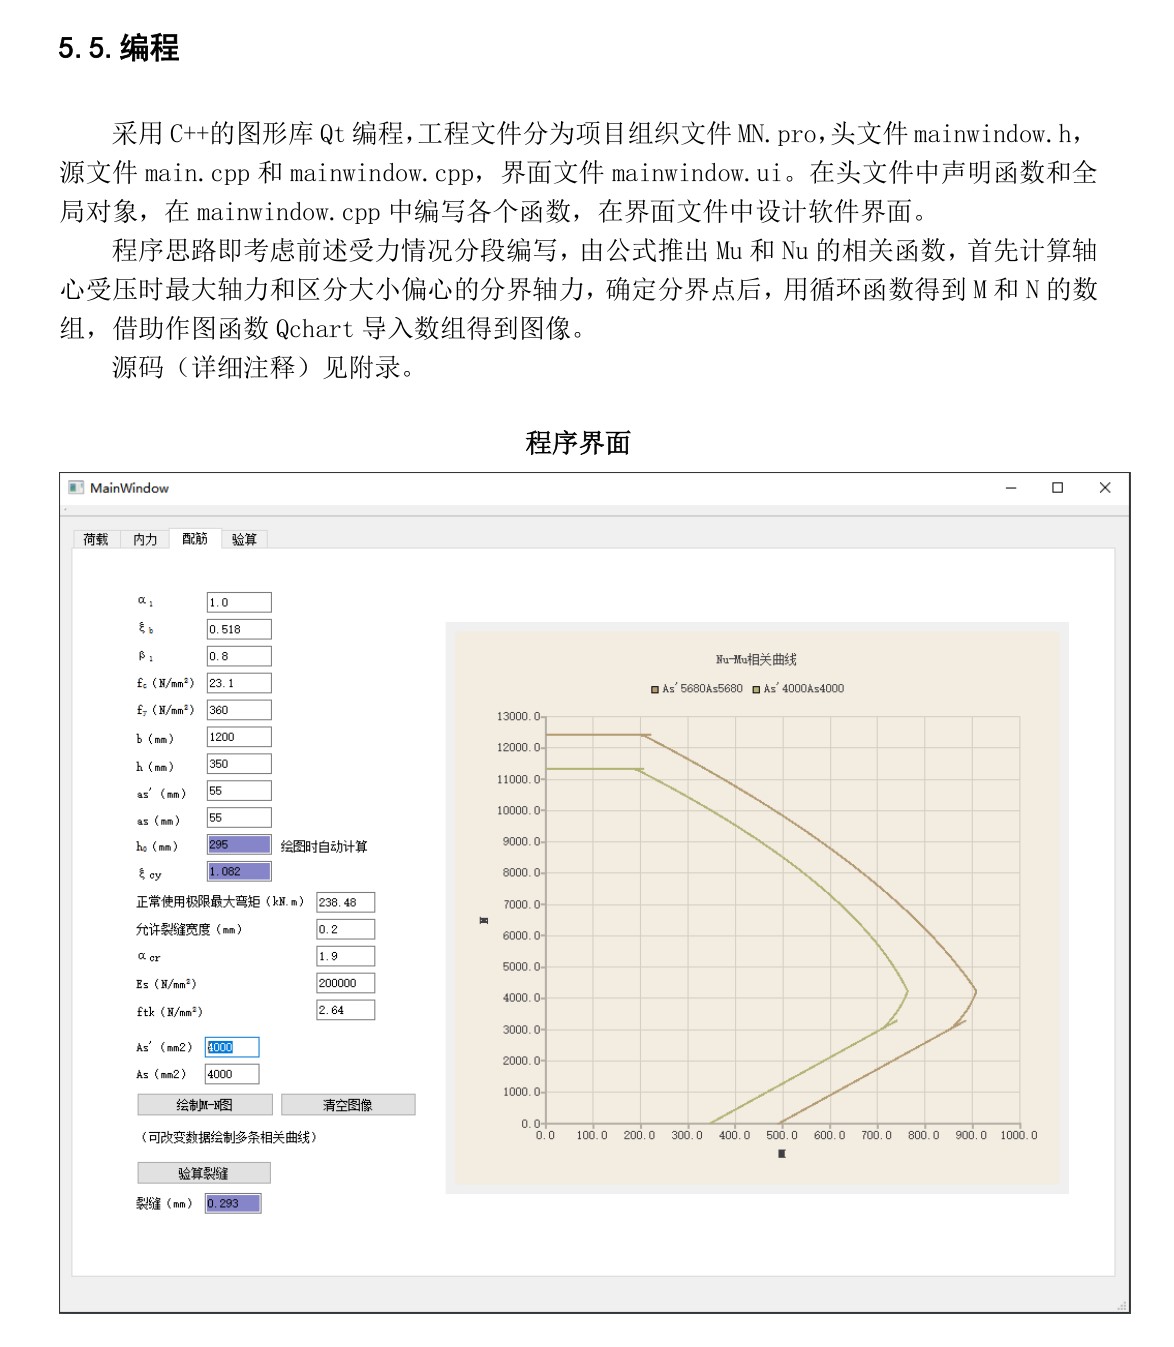 5.5.编程
采用 C++的图形库 Qt 编程,工程文件分为项目组织文件 MN.pro,头文件 mainwindow.h,
源文件 main.cpp 和 mainwindow.cpp，界面文件 mainwindow.ui。在头文件中声明函数和全
局对象，在 mainwindow.cpp 中编写各个函数，在界面文件中设计软件界面。
程序思路即考虑前述受力情况分段编写,由公式推出 Mu 和 Nu 的相关函数,首先计算轴
心受压时最大轴力和区分大小偏心的分界轴力,确定分界点后,用循环函数得到 M 和 N 的数
组，借助作图函数 Qchart 导入数组得到图像。
源码（详细注释）见附录。
程序界面
MainWindow
荷载 内力 配筋 验算
α₁ 1.0
ξb 0.518
β₁ 0.8
fc（N/mm²） 23.1
fy（N/mm²） 360
b（mm） 1200
h（mm） 350
as′（mm） 55
as（mm） 55
h₀（mm） 295 绘图时自动计算
ξcy 1.082
正常使用极限最大弯矩（kN.m） 238.48
允许裂缝宽度（mm） 0.2
αcr 1.9
Es（N/mm²） 200000
ftk（N/mm²） 2.64
As′（mm2） 4000
As（mm2） 4000
绘制M-N图 清空图像
（可改变数据绘制多条相关曲线）
验算裂缝
裂缝（mm） 0.293
Nu-Mu相关曲线
As′5680As5680 As′4000As4000
13000.0
12000.0
11000.0
10000.0
9000.0
8000.0
7000.0
6000.0
5000.0
4000.0
3000.0
2000.0
1000.0
0.0
0.0 100.0 200.0 300.0 400.0 500.0 600.0 700.0 800.0 900.0 1000.0